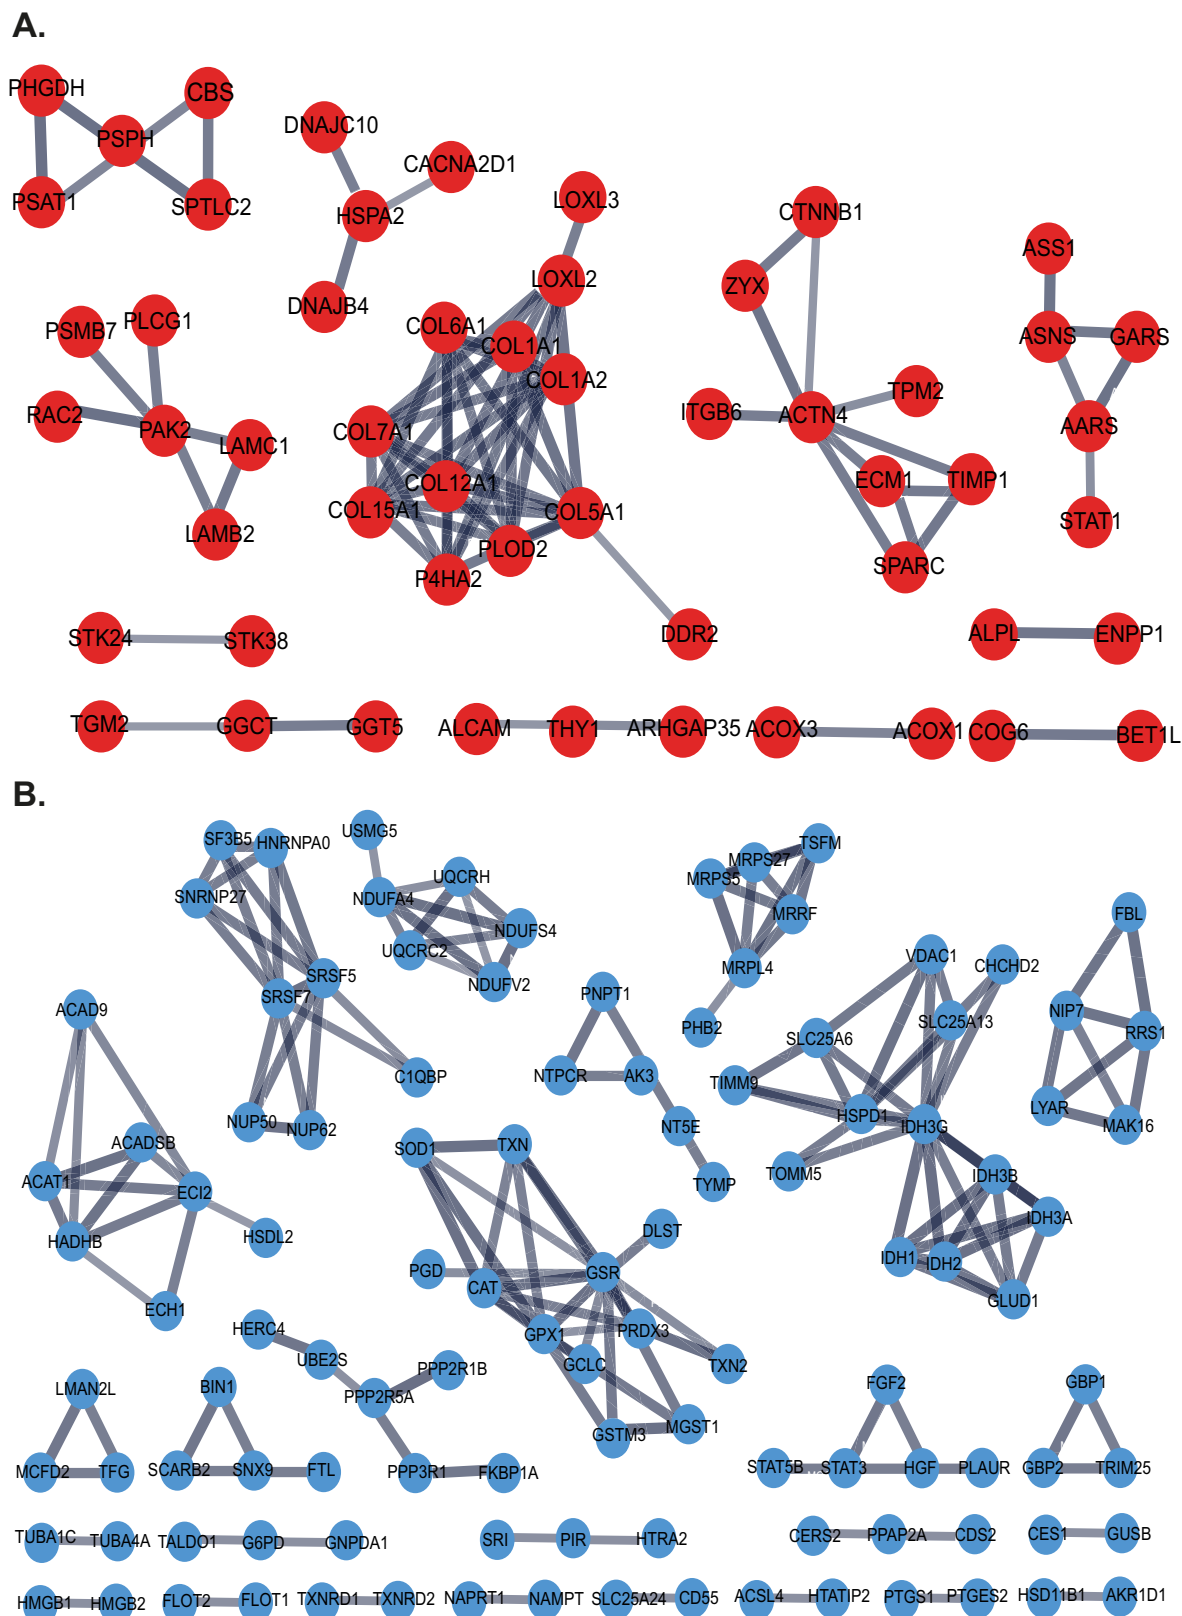 A.
PHGDH
CBS
PSPH
PSAT1
SPTLC2
DNAJC10
CACNA2D1
HSPA2
DNAJB4
LOXL3
LOXL2
COL6A1
COL1A1
COL1A2
COL7A1
COL12A1
COL15A1
COL5A1
PLOD2
P4HA2
DDR2
CTNNB1
ZYX
TPM2
ITGB6
ACTN4
ECM1
TIMP1
SPARC
ASS1
ASNS
GARS
AARS
STAT1
PSMB7
PLCG1
RAC2
PAK2
LAMC1
LAMB2
STK24
STK38
ALPL
ENPP1
TGM2
GGCT
GGT5
ALCAM
THY1
ARHGAP35
ACOX3
ACOX1
COG6
BET1L
B.
SF3B5
HNRNPA0
SNRNP27
SRSF5
SRSF7
C1QBP
NUP50
NUP62
USMG5
UQCRH
NDUFA4
NDUFS4
UQCRC2
NDUFV2
TSFM
MRPS27
MRPS5
MRRF
MRPL4
PHB2
FBL
NIP7
RRS1
LYAR
MAK16
VDAC1
CHCHD2
SLC25A13
SLC25A6
TIMM9
HSPD1
IDH3G
TOMM5
IDH3B
IDH3A
IDH1
IDH2
GLUD1
PNPT1
NTPCR
AK3
NT5E
TYMP
ACAD9
ACADSB
ACAT1
ECI2
HADHB
HSDL2
ECH1
SOD1
TXN
DLST
PGD
GSR
CAT
GPX1
PRDX3
GCLC
TXN2
GSTM3
MGST1
HERC4
UBE2S
PPP2R1B
PPP2R5A
PPP3R1
FKBP1A
LMAN2L
MCFD2
TFG
BIN1
SCARB2
SNX9
FTL
FGF2
STAT5B
STAT3
HGF
PLAUR
GBP1
GBP2
TRIM25
TUBA1C
TUBA4A
TALDO1
G6PD
GNPDA1
SRI
PIR
HTRA2
CERS2
PPAP2A
CDS2
CES1
GUSB
HMGB1
HMGB2
FLOT2
FLOT1
TXNRD1
TXNRD2
NAPRT1
NAMPT
SLC25A24
CD55
ACSL4
HTATIP2
PTGS1
PTGES2
HSD11B1
AKR1D1